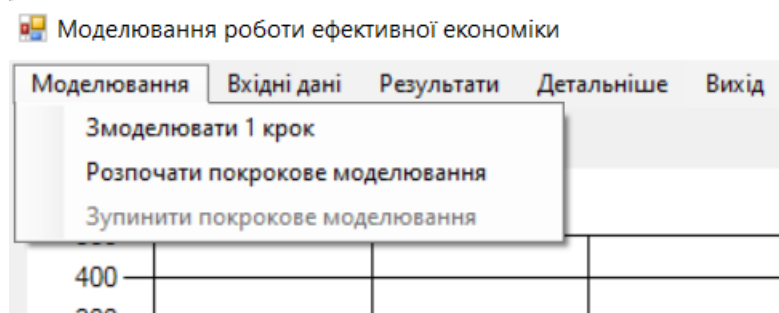 Моделювання роботи ефективної економіки
Моделювання Вхідні дані Результати Детальніше Вихід
Змоделювати 1 крок
Розпочати покрокове моделювання
Зупинити покрокове моделювання
400